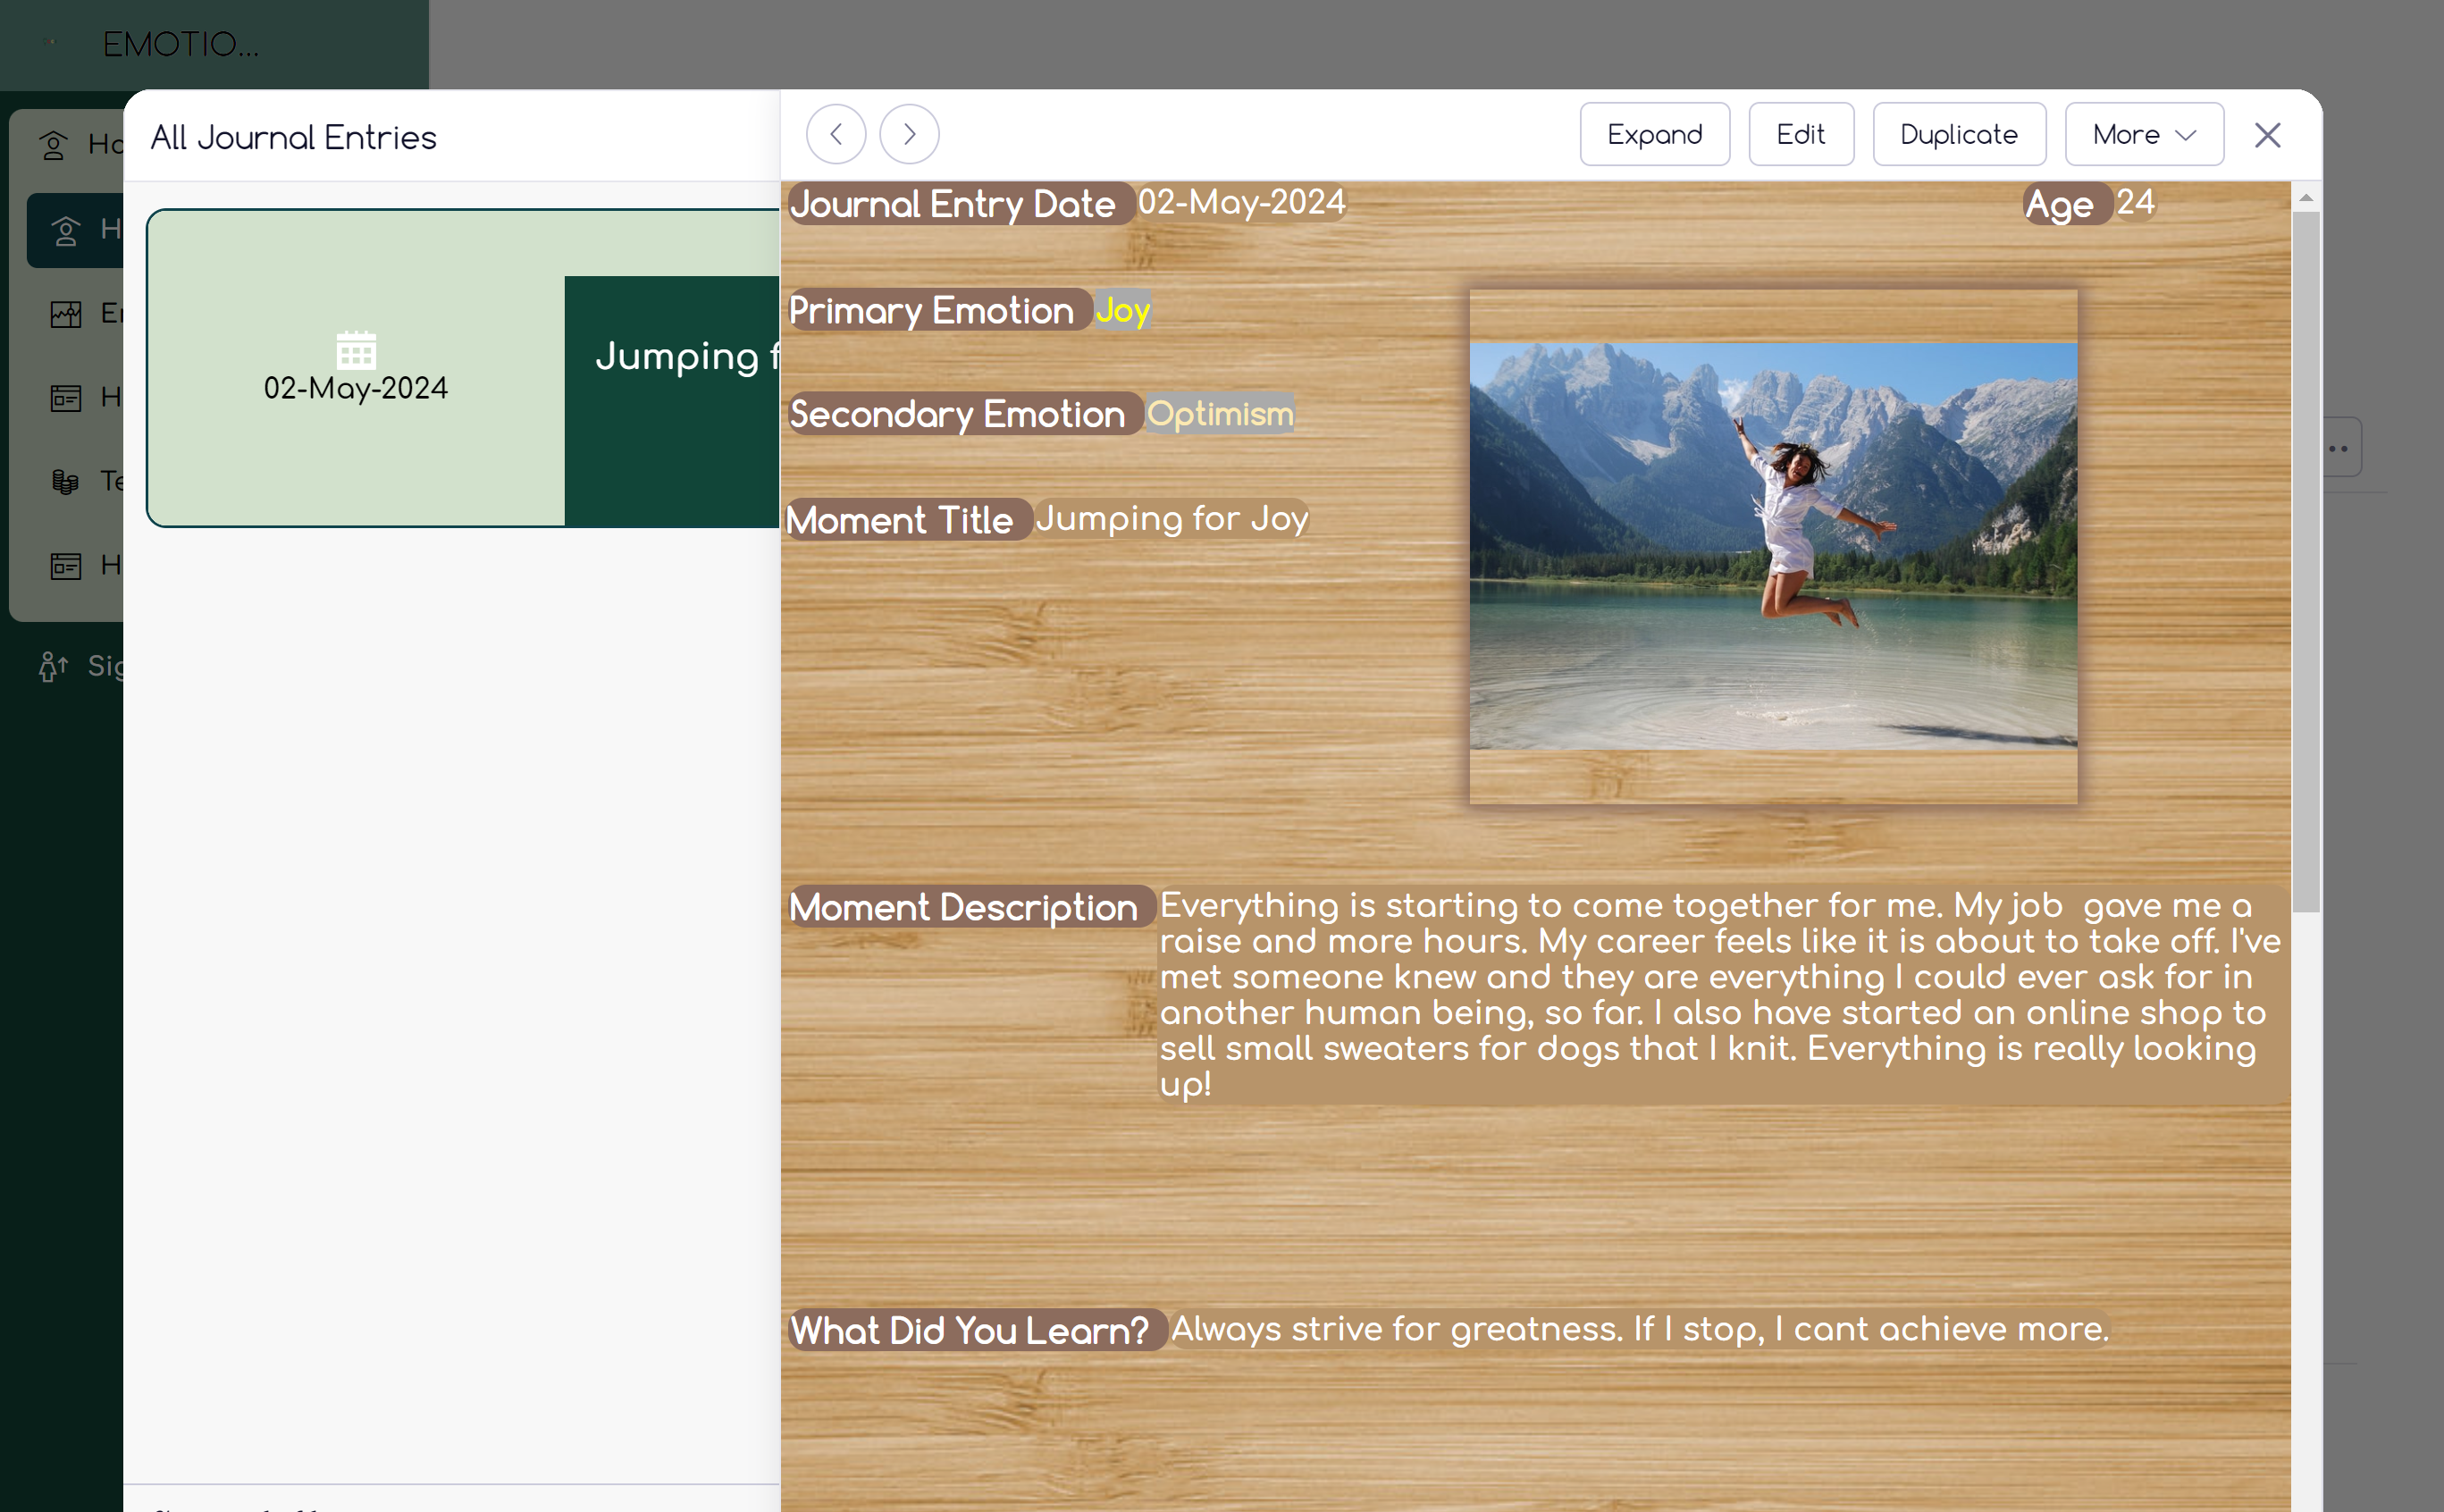 EMOTIO...
All Journal Entries
Expand
Edit
Duplicate
More
Journal Entry Date 02-May-2024
Age 24
Primary Emotion Joy
02-May-2024
Jumping f
Secondary Emotion Optimism
Moment Title Jumping for Joy
Moment Description Everything is starting to come together for me. My job  gave me a
raise and more hours. My career feels like it is about to take off. I've
met someone knew and they are everything I could ever ask for in
another human being, so far. I also have started an online shop to
sell small sweaters for dogs that I knit. Everything is really looking
up!
What Did You Learn? Always strive for greatness. If I stop, I cant achieve more.